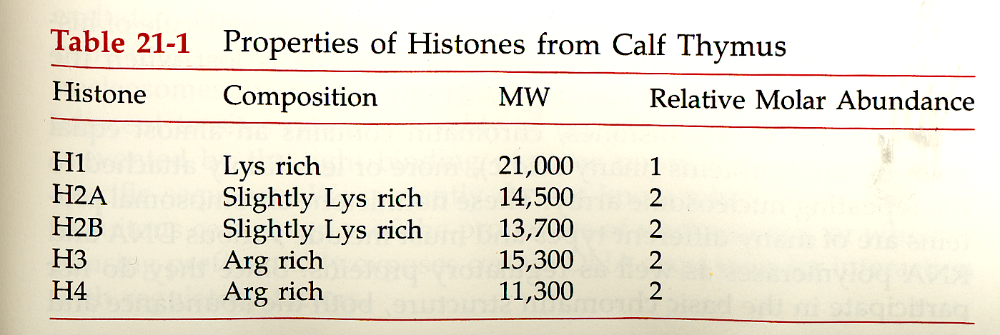 Table 21-1 Properties of Histones from Calf Thymus
Histone Composition MW Relative Molar Abundance
H1 Lys rich 21,000 1
H2A Slightly Lys rich 14,500 2
H2B Slightly Lys rich 13,700 2
H3 Arg rich 15,300 2
H4 Arg rich 11,300 2